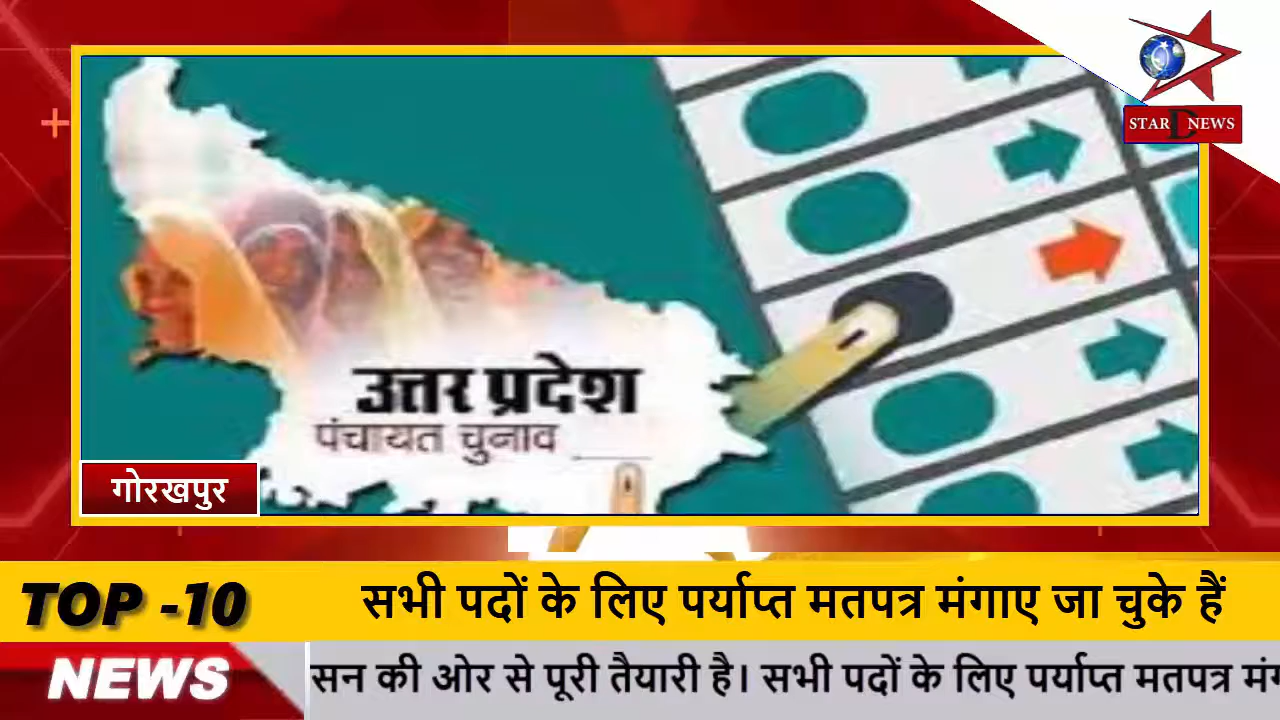 STAR D NEWS
उत्तर प्रदेश
पंचायत चुनाव
गोरखपुर
TOP -10
सभी पदों के लिए पर्याप्त मतपत्र मंगाए जा चुके हैं
NEWS
सन की ओर से पूरी तैयारी है। सभी पदों के लिए पर्याप्त मतपत्र मंग